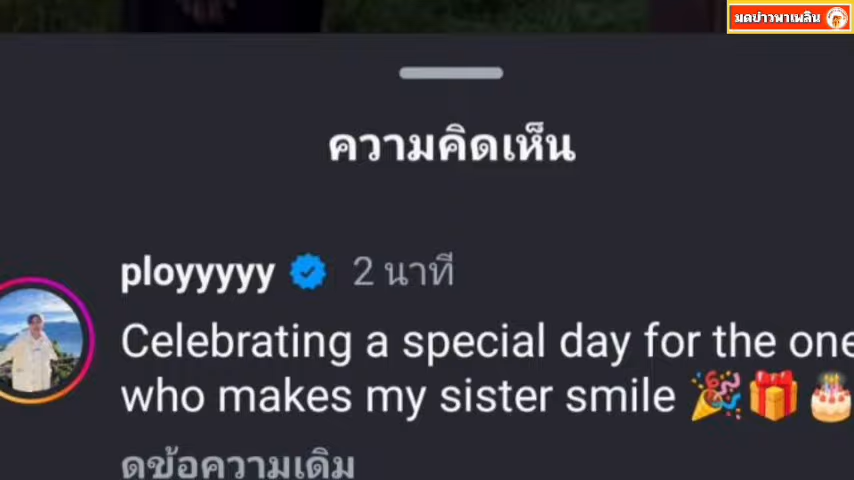 มดข่าวพาเพลิน
ความคิดเห็น
ployyyyy 2 นาที
Celebrating a special day for the one
who makes my sister smile 🎉🎁🎂
ดูข้อความเดิม